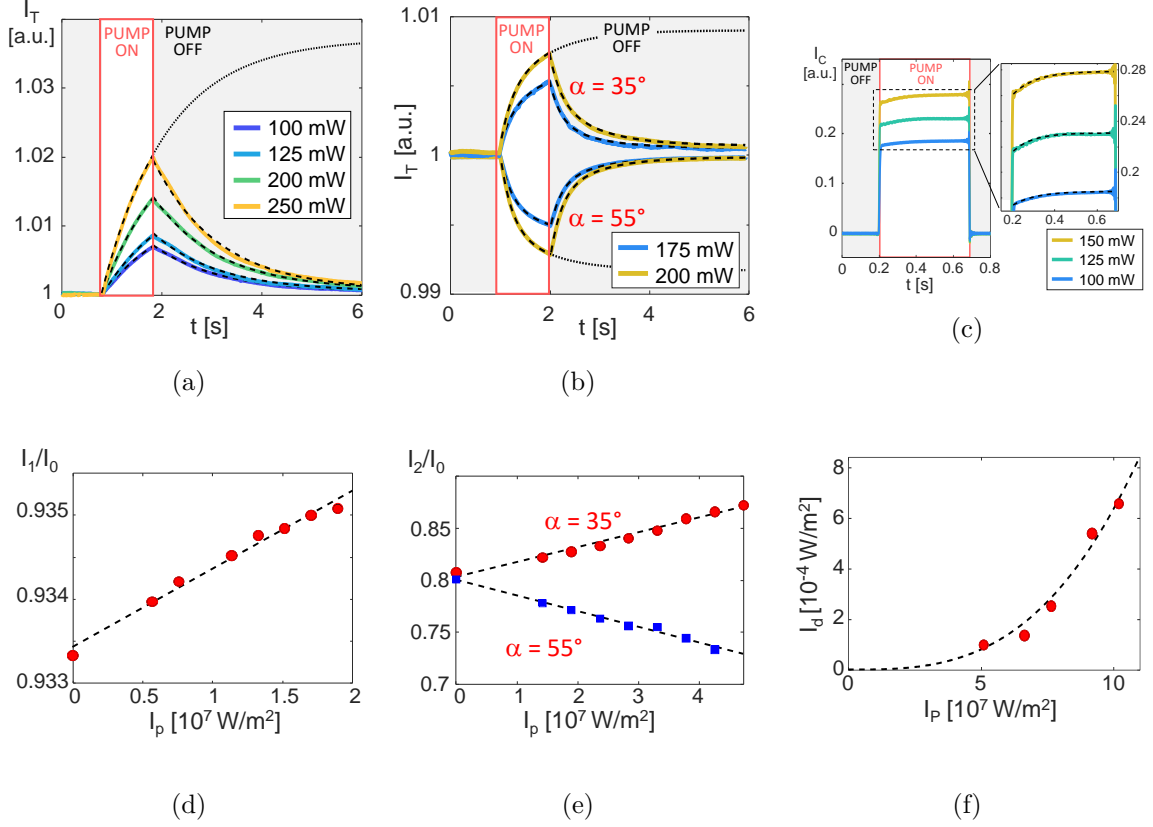 I_T
[a.u.]
PUMP
ON
PUMP
OFF
1.03
1.02
1.01
1
100 mW
125 mW
200 mW
250 mW
0
2
4
6
t [s]
(a)
I_T [a.u.]
1.01
1
0.99
PUMP
ON
PUMP OFF
α = 35°
α = 55°
175 mW
200 mW
0
2
4
6
t [s]
(b)
I_C
[a.u.]
PUMP
OFF
PUMP
ON
0.2
0.1
0
0
0.2
0.4
0.6
0.8
t [s]
0.28
0.24
0.2
0.2
0.4
0.6
150 mW
125 mW
100 mW
(c)
I_1/I_0
0.935
0.934
0.933
0
0.5
1
1.5
2
I_p [10^7 W/m^2]
(d)
I_2/I_0
0.85
0.8
0.75
0.7
α = 35°
α = 55°
0
1
2
3
4
I_p [10^7 W/m^2]
(e)
I_d [10^-4 W/m^2]
8
6
4
2
0
0
5
10
I_P [10^7 W/m^2]
(f)